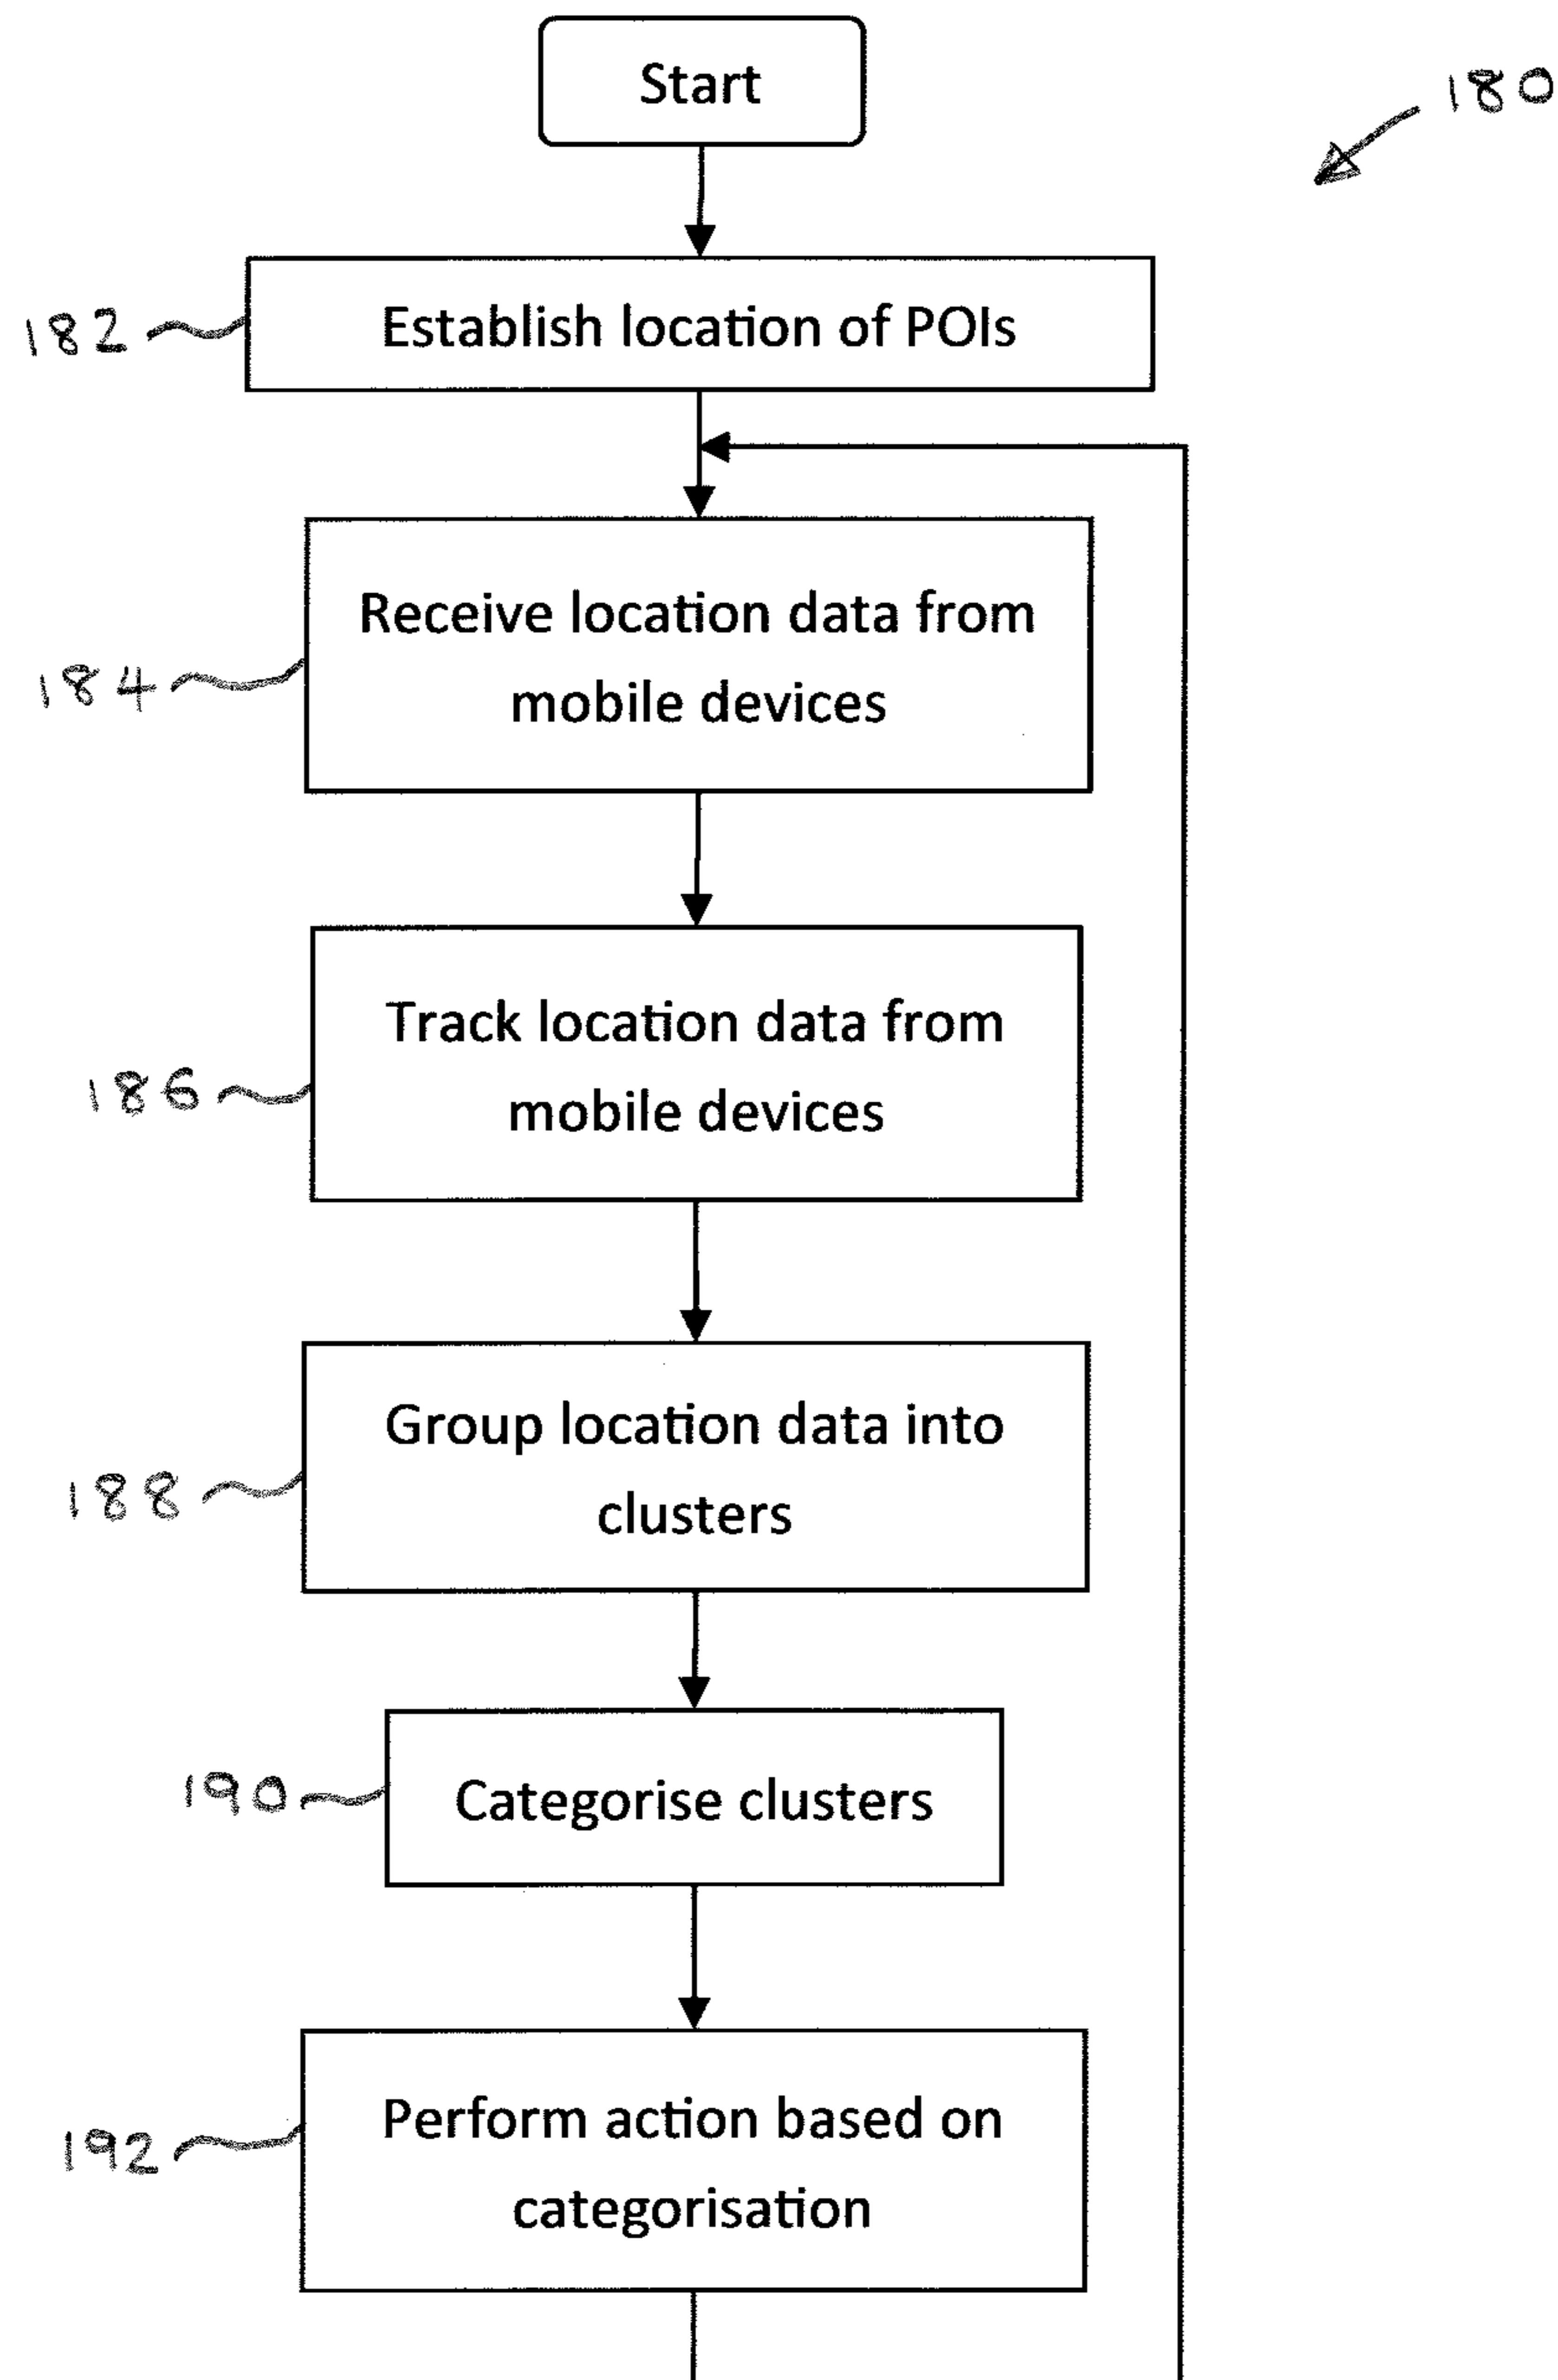 Start
180
182
Establish location of POIs
Receive location data from
184
mobile devices
Track location data from
186
mobile devices
Group location data into
188
clusters
190
Categorise clusters
Perform action based on
192
categorisation